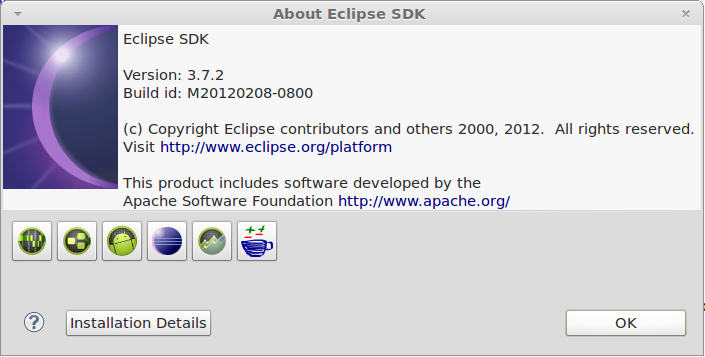 About Eclipse SDK
Eclipse SDK
Version: 3.7.2
Build id: M20120208-0800
(c) Copyright Eclipse contributors and others 2000, 2012.  All rights reserved.
Visit http://www.eclipse.org/platform
This product includes software developed by the
Apache Software Foundation http://www.apache.org/
?
Installation Details
OK